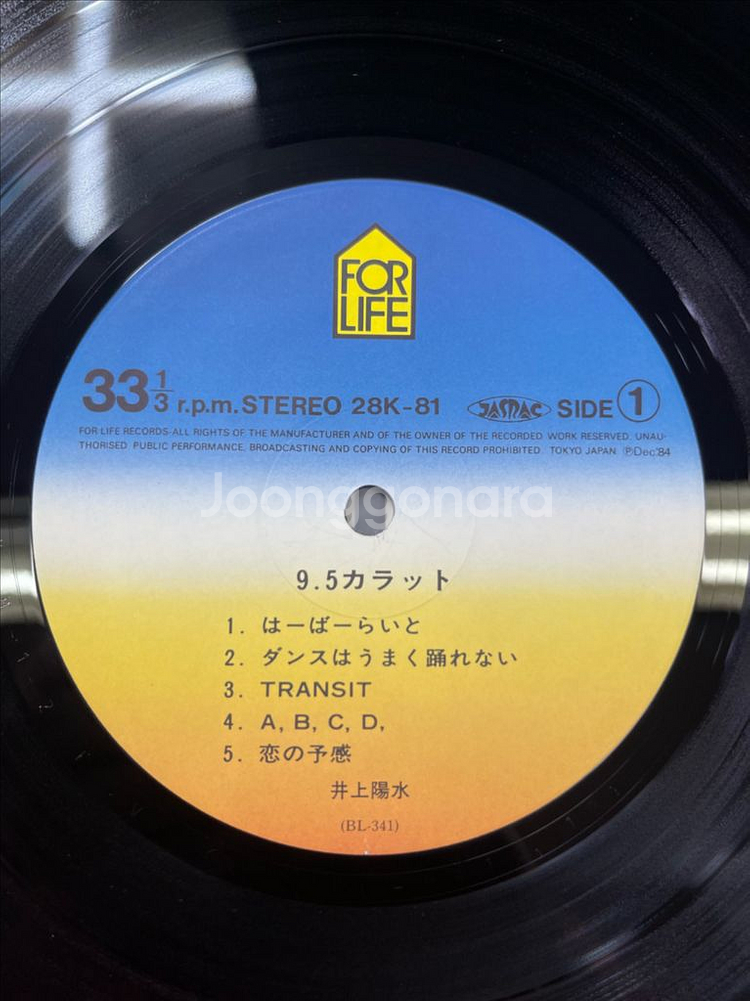 FOR
LIFE
33 1/3 r.p.m. STEREO 28K-81 JASRAC SIDE 1
FOR LIFE RECORDS-ALL RIGHTS OF THE MANUFACTURER AND OF THE OWNER OF THE RECORDED WORK RESERVED. UNAU-
THORISED PUBLIC PERFORMANCE, BROADCASTING AND COPYING OF THIS RECORD PROHIBITED. TOKYO JAPAN ℗Dec.'84
Joonggonara
9.5カラット
1. はーばーらいと
2. ダンスはうまく踊れない
3. TRANSIT
4. A, B, C, D,
5. 恋の予感
井上陽水
(BL-341)